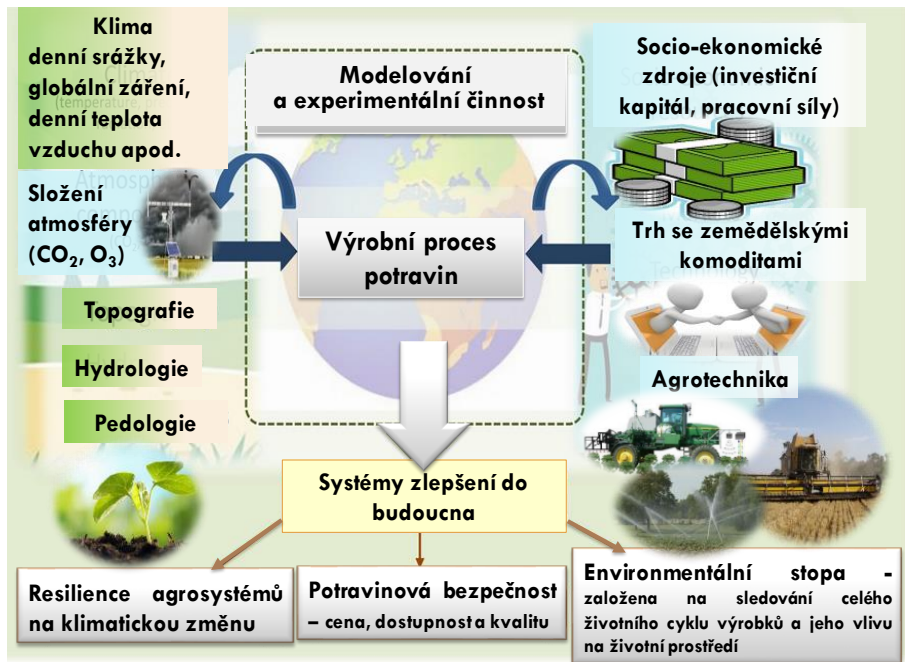 Klima
denní srážky,
globální záření,
denní teplota
vzduchu apod.
Složení
atmosféry
(CO₂, O₃)
Topografie
Hydrologie
Pedologie
Modelování
a experimentální činnost
Výrobní proces
potravin
Socio-ekonomické
zdroje (investiční
kapitál, pracovní síly)
Trh se zemědělskými
komoditami
Agrotechnika
Systémy zlepšení do
budoucna
Resilience agrosystémů
na klimatickou změnu
Potravinová bezpečnost
– cena, dostupnost a kvalitu
Environmentální stopa -
založena na sledování celého
životního cyklu výrobků a jeho vlivu
na životní prostředí